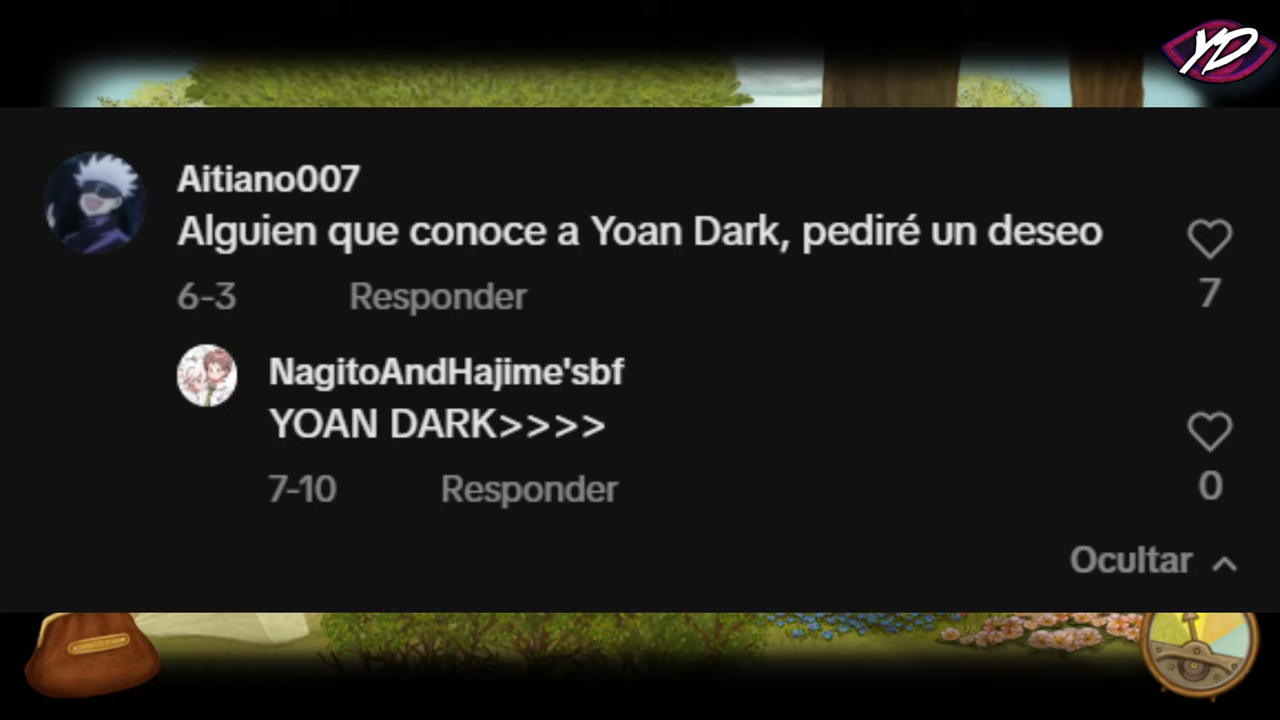 YD
Aitiano007
Alguien que conoce a Yoan Dark, pediré un deseo
7
6-3 Responder
NagitoAndHajime'sbf
YOAN DARK>>>>
0
7-10 Responder
Ocultar